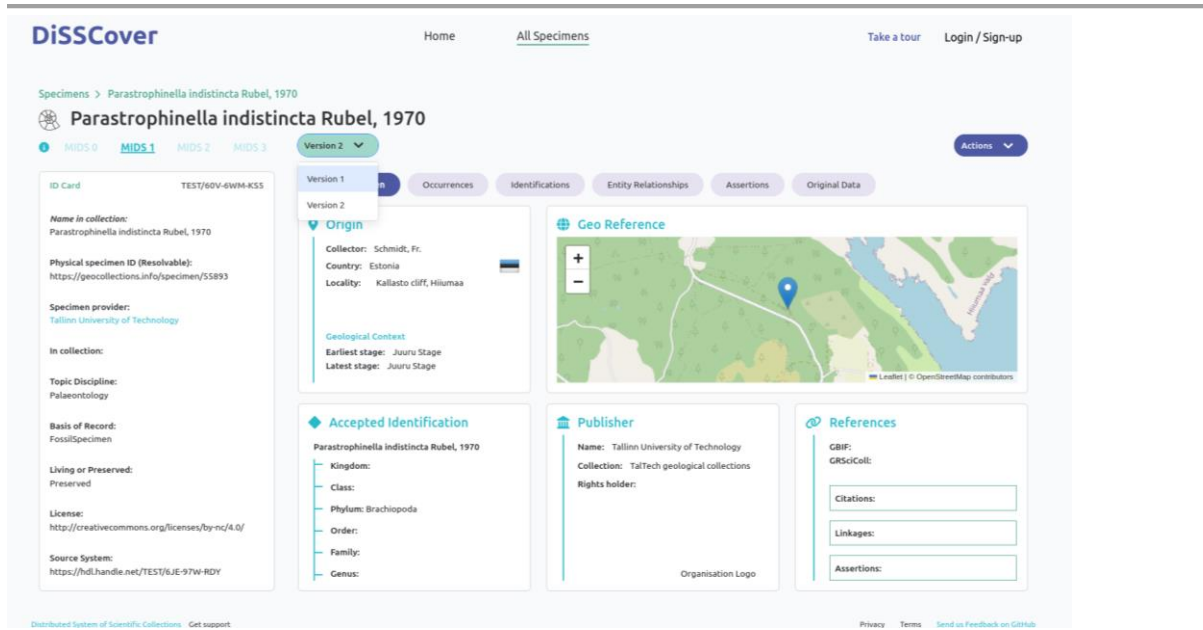 DiSSCover
Home
All Specimens
Take a tour
Login / Sign-up
Specimens > Parastrophinella indistincta Rubel, 1970
Parastrophinella indistincta Rubel, 1970
MIDS 0
MIDS 1
MIDS 2
MIDS 3
Version 2
Version 1
Version 2
Actions
ID Card
TEST/60V-6WM-KS5
Name in collection:
Parastrophinella indistincta Rubel, 1970
Physical specimen ID (Resolvable):
https://geocollections.info/specimen/55893
Specimen provider:
Tallinn University of Technology
In collection:
Topic Discipline:
Palaeontology
Basis of Record:
FossilSpecimen
Living or Preserved:
Preserved
License:
http://creativecommons.org/licenses/by-nc/4.0/
Source System:
https://hdl.handle.net/TEST/6JE-97W-RDY
Occurrences
Identifications
Entity Relationships
Assertions
Original Data
Origin
Collector: Schmidt, Fr.
Country: Estonia
Locality: Kallasto cliff, Hiiumaa
Geological Context
Earliest stage: Juuru Stage
Latest stage: Juuru Stage
Geo Reference
+
−
Hiiumaa vald
Leaflet | © OpenStreetMap contributors
Accepted Identification
Parastrophinella indistincta Rubel, 1970
Kingdom:
Class:
Phylum: Brachiopoda
Order:
Family:
Genus:
Publisher
Name: Tallinn University of Technology
Collection: TalTech geological collections
Rights holder:
Organisation Logo
References
GBIF:
GRSciColl:
Citations:
Linkages:
Assertions:
Distributed System of Scientific Collections
Get support
Privacy
Terms
Send us Feedback on GitHub